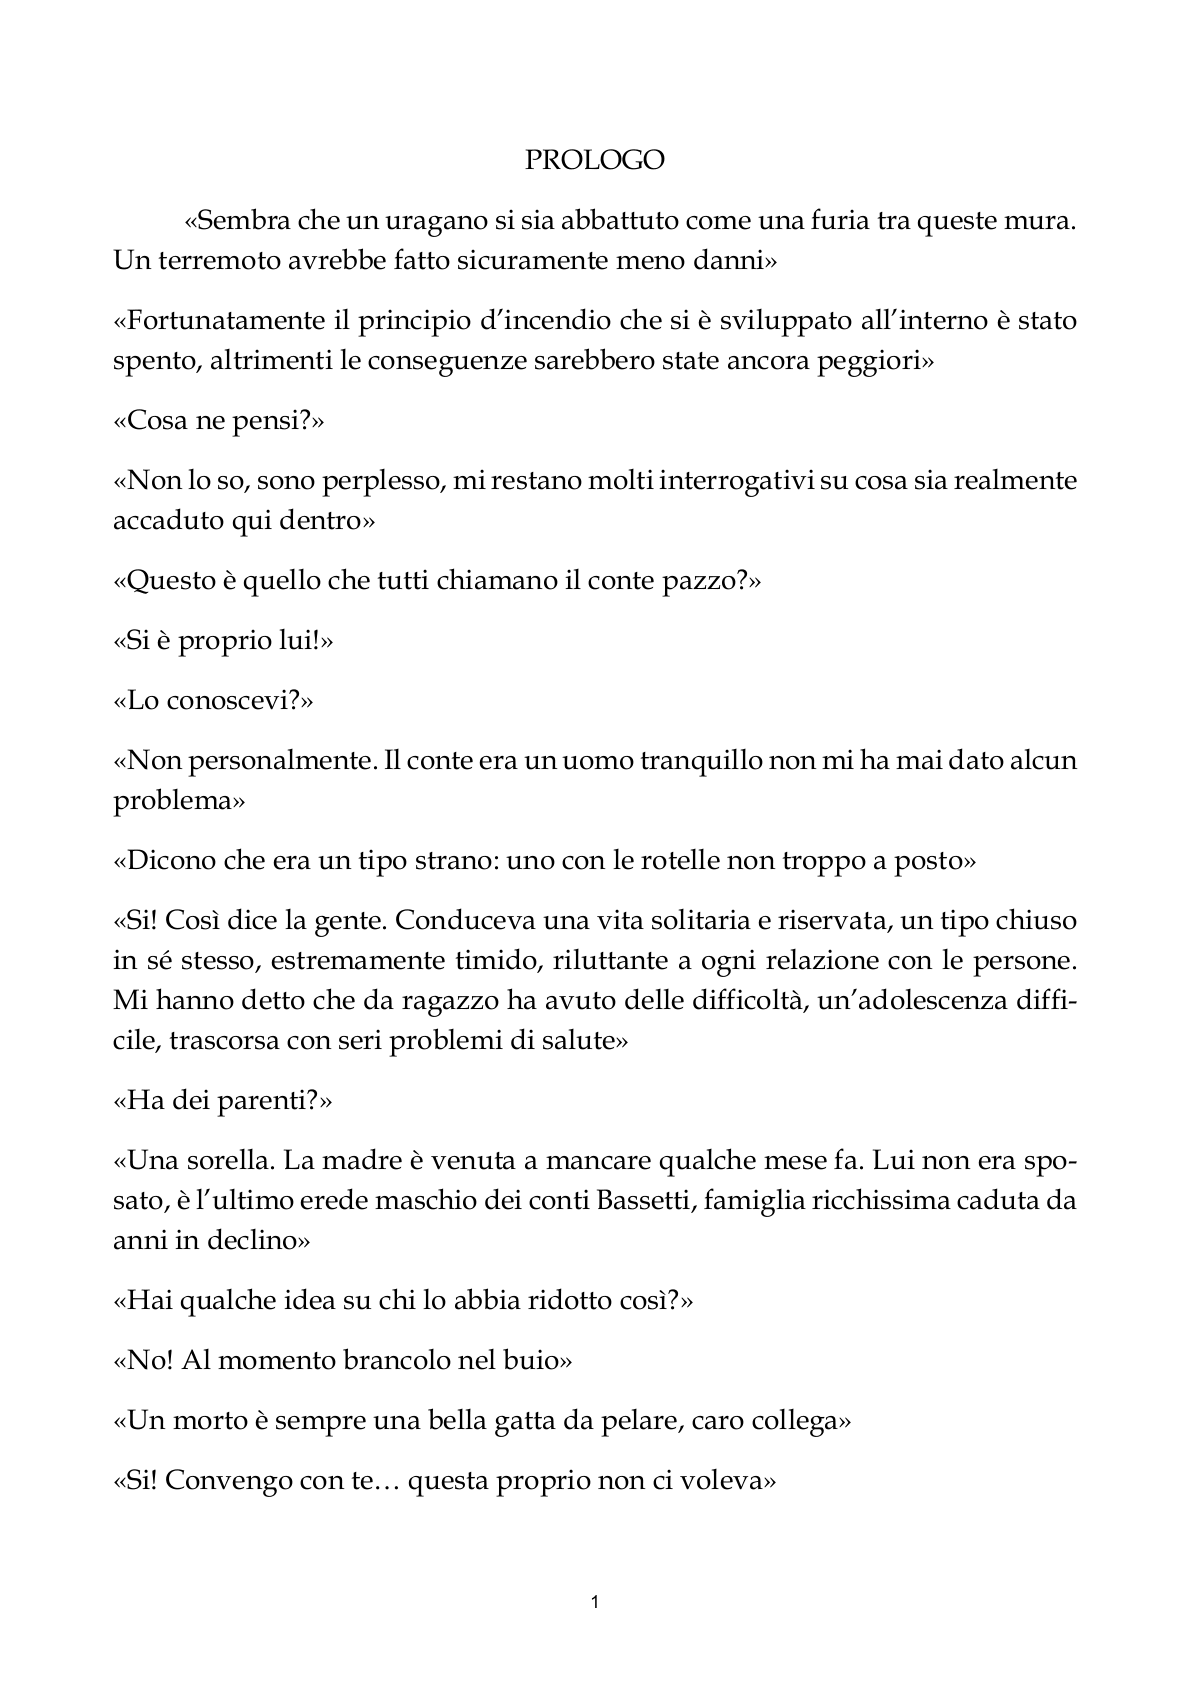 PROLOGO
«Sembra che un uragano si sia abbattuto come una furia tra queste mura.
Un terremoto avrebbe fatto sicuramente meno danni»
«Fortunatamente il principio d’incendio che si è sviluppato all’interno è stato
spento, altrimenti le conseguenze sarebbero state ancora peggiori»
«Cosa ne pensi?»
«Non lo so, sono perplesso, mi restano molti interrogativi su cosa sia realmente
accaduto qui dentro»
«Questo è quello che tutti chiamano il conte pazzo?»
«Si è proprio lui!»
«Lo conoscevi?»
«Non personalmente. Il conte era un uomo tranquillo non mi ha mai dato alcun
problema»
«Dicono che era un tipo strano: uno con le rotelle non troppo a posto»
«Si! Così dice la gente. Conduceva una vita solitaria e riservata, un tipo chiuso
in sé stesso, estremamente timido, riluttante a ogni relazione con le persone.
Mi hanno detto che da ragazzo ha avuto delle difficoltà, un’adolescenza diffi-
cile, trascorsa con seri problemi di salute»
«Ha dei parenti?»
«Una sorella. La madre è venuta a mancare qualche mese fa. Lui non era spo-
sato, è l’ultimo erede maschio dei conti Bassetti, famiglia ricchissima caduta da
anni in declino»
«Hai qualche idea su chi lo abbia ridotto così?»
«No! Al momento brancolo nel buio»
«Un morto è sempre una bella gatta da pelare, caro collega»
«Si! Convengo con te… questa proprio non ci voleva»
1